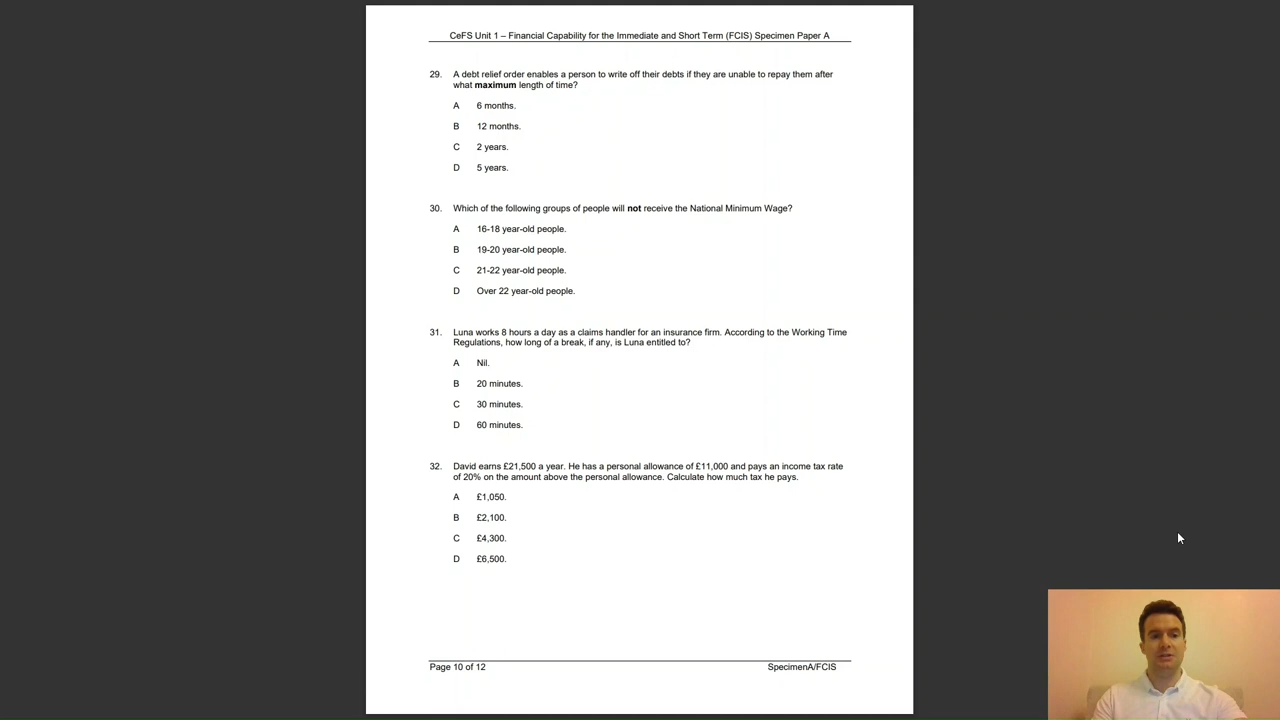 CeFS Unit 1 – Financial Capability for the Immediate and Short Term (FCIS) Specimen Paper A
29. A debt relief order enables a person to write off their debts if they are unable to repay them after
what maximum length of time?
A 6 months.
B 12 months.
C 2 years.
D 5 years.
30. Which of the following groups of people will not receive the National Minimum Wage?
A 16-18 year-old people.
B 19-20 year-old people.
C 21-22 year-old people.
D Over 22 year-old people.
31. Luna works 8 hours a day as a claims handler for an insurance firm. According to the Working Time
Regulations, how long of a break, if any, is Luna entitled to?
A Nil.
B 20 minutes.
C 30 minutes.
D 60 minutes.
32. David earns £21,500 a year. He has a personal allowance of £11,000 and pays an income tax rate
of 20% on the amount above the personal allowance. Calculate how much tax he pays.
A £1,050.
B £2,100.
C £4,300.
D £6,500.
Page 10 of 12 SpecimenA/FCIS